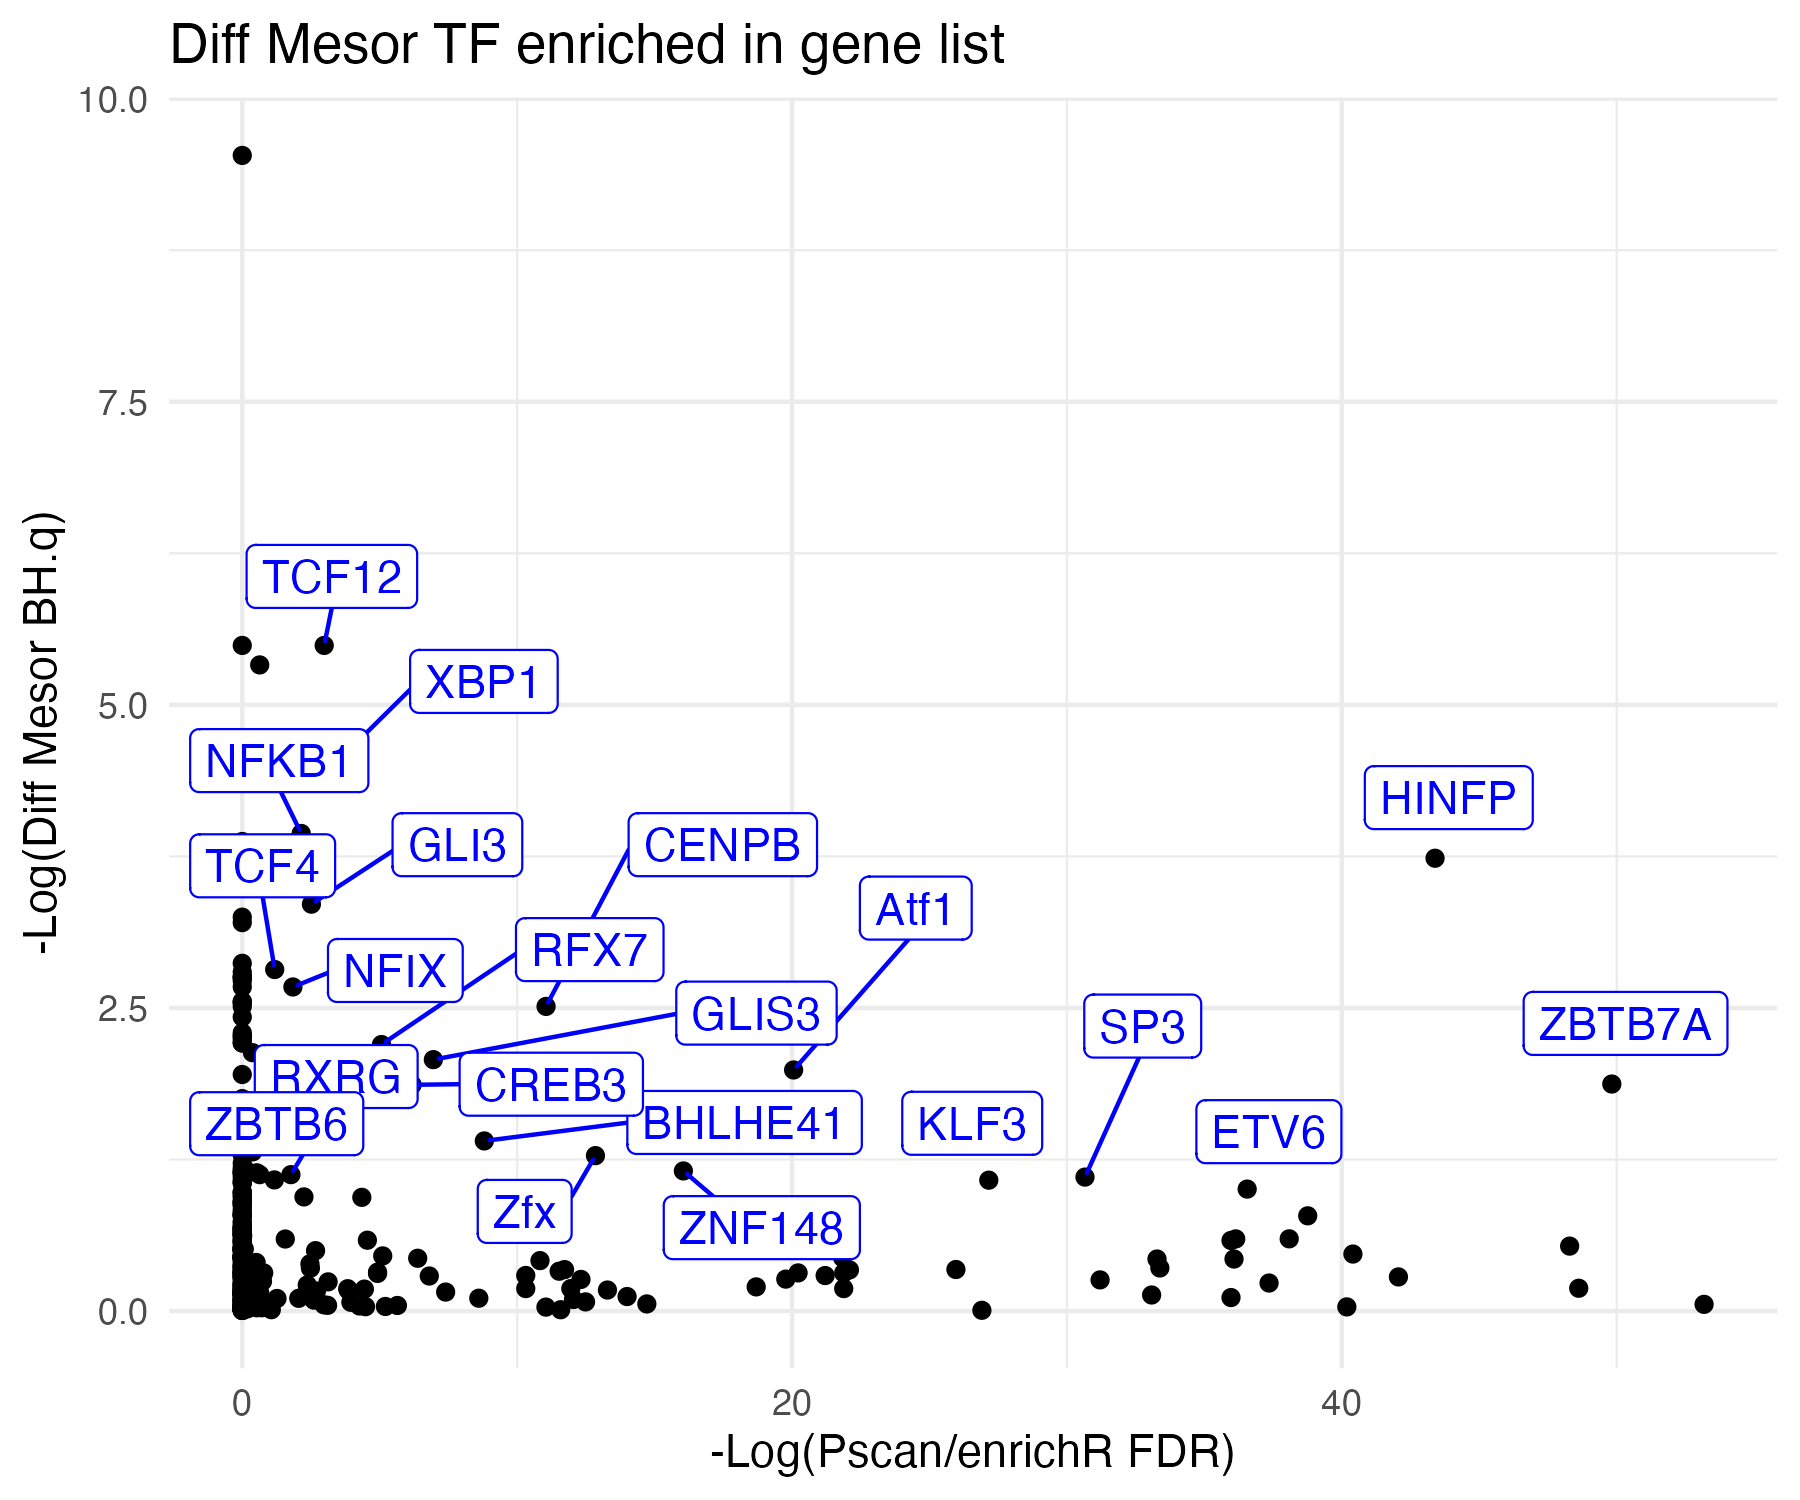 Diff Mesor TF enriched in gene list
10.0
7.5
5.0
2.5
0.0
-Log(Diff Mesor BH.q)
TCF12
XBP1
NFKB1
HINFP
GLI3
CENPB
TCF4
Atf1
RFX7
NFIX
GLIS3
SP3
ZBTB7A
RXRG
CREB3
ZBTB6
BHLHE41
KLF3
ETV6
Zfx
ZNF148
0
20
40
-Log(Pscan/enrichR FDR)